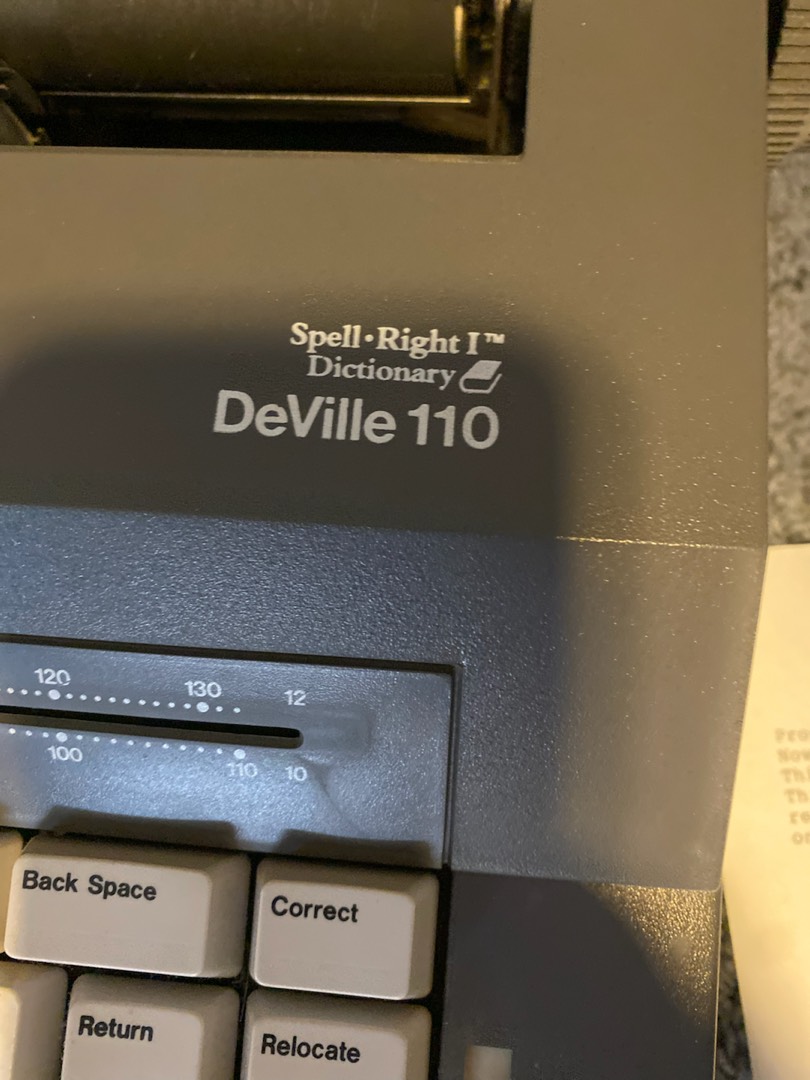 Spell•Right I™
Dictionary
DeVille 110
120 130 12
100 110 10
Back Space
Correct
Return
Relocate